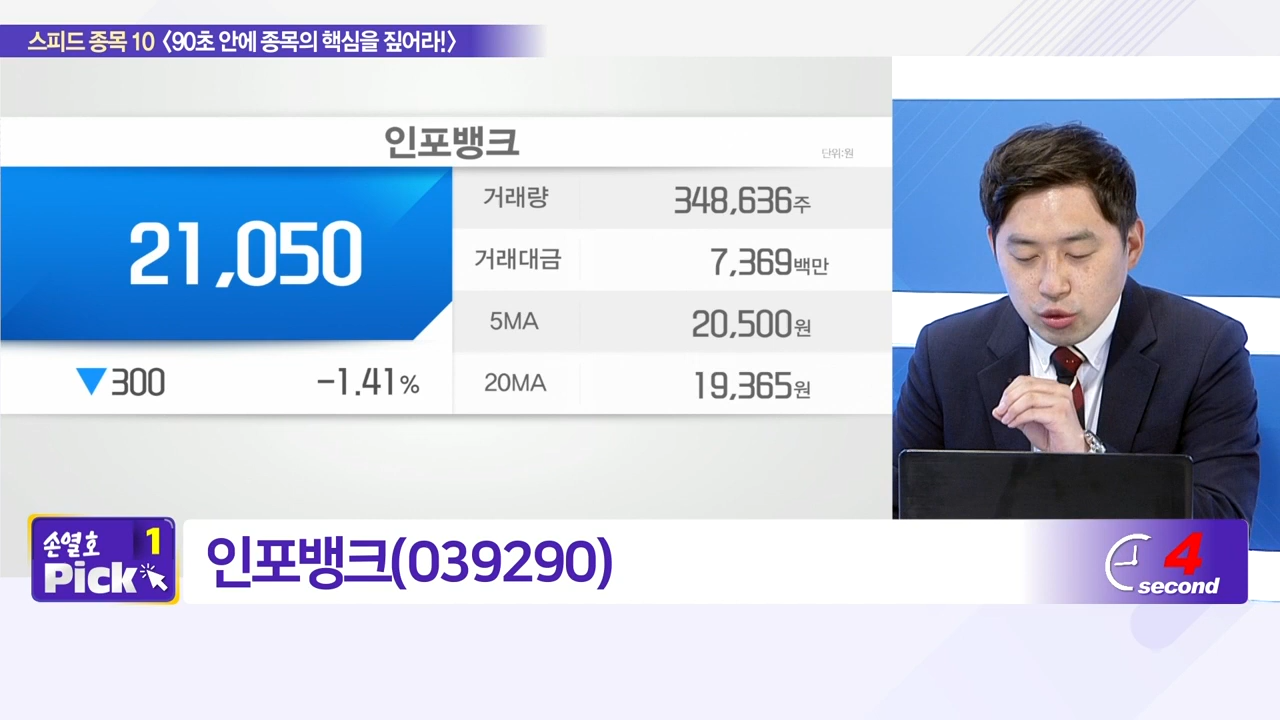 스피드 종목 10 <90초 안에 종목의 핵심을 짚어라!>
인포뱅크
단위:원
21,050
▼300 -1.41%
거래량 348,636주
거래대금 7,369백만
5MA 20,500원
20MA 19,365원
손열호 1
Pick
인포뱅크(039290)
4
second